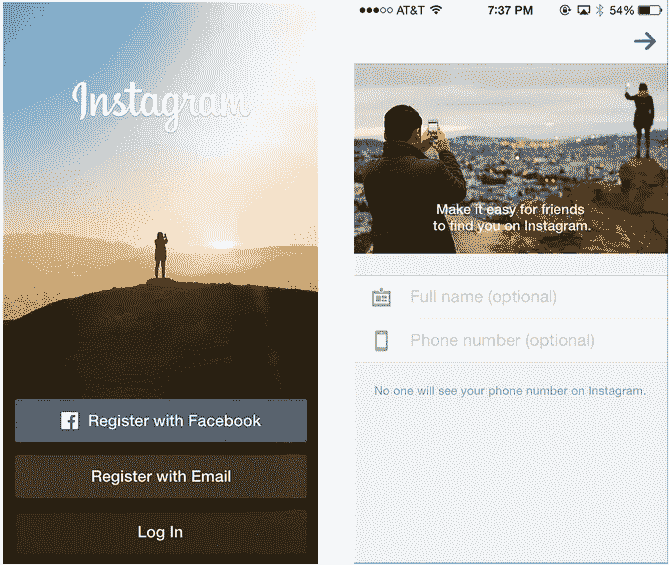 Instagram
Register with Facebook
Register with Email
Log In
AT&T 7:37 PM 54%
Make it easy for friends
to find you on Instagram.
Full name (optional)
Phone number (optional)
No one will see your phone number on Instagram.